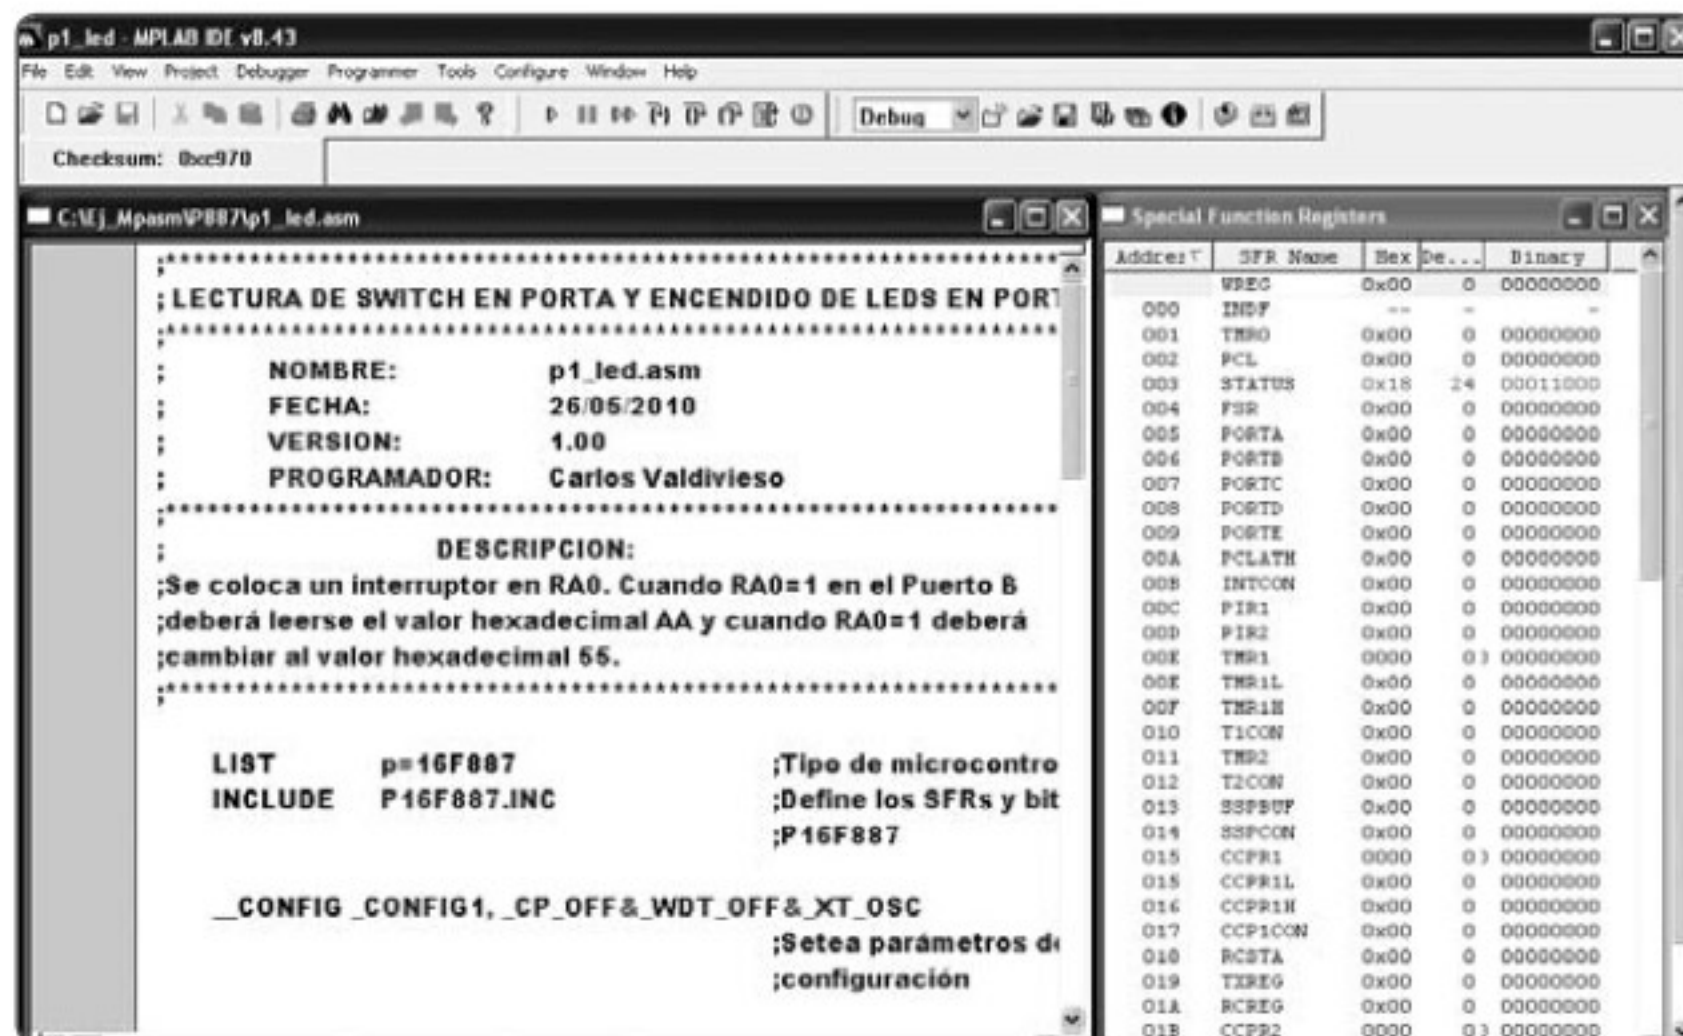 p1_led - MPLAB IDE v8.43
File Edit View Project Debugger Programmer Tools Configure Window Help
Debug
Checksum: 0xc970
C:\Ej_Mpasm\P887\p1_led.asm
;*****************************************************************
; LECTURA DE SWITCH EN PORTA Y ENCENDIDO DE LEDS EN PORT
;*****************************************************************
; NOMBRE: p1_led.asm
; FECHA: 26/05/2010
; VERSION: 1.00
; PROGRAMADOR: Carlos Valdivieso
;*****************************************************************
; DESCRIPCION:
;Se coloca un interruptor en RA0. Cuando RA0=1 en el Puerto B
;deberá leerse el valor hexadecimal AA y cuando RA0=1 deberá
;cambiar al valor hexadecimal 55.
;*****************************************************************
LIST p=16F887 ;Tipo de microcontro
INCLUDE P16F887.INC ;Define los SFRs y bit
;P16F887
__CONFIG _CONFIG1, _CP_OFF&_WDT_OFF&_XT_OSC
;Setea parámetros de
;configuración
Special Function Registers
Address SFR Name Hex De... Binary
WREG 0x00 0 00000000
000 INDF -- - -
001 TMR0 0x00 0 00000000
002 PCL 0x00 0 00000000
003 STATUS 0x18 24 00011000
004 FSR 0x00 0 00000000
005 PORTA 0x00 0 00000000
006 PORTB 0x00 0 00000000
007 PORTC 0x00 0 00000000
008 PORTD 0x00 0 00000000
009 PORTE 0x00 0 00000000
00A PCLATH 0x00 0 00000000
00B INTCON 0x00 0 00000000
00C PIR1 0x00 0 00000000
00D PIR2 0x00 0 00000000
00E TMR1 0000 0 00000000
00E TMR1L 0x00 0 00000000
00F TMR1H 0x00 0 00000000
010 T1CON 0x00 0 00000000
011 TMR2 0x00 0 00000000
012 T2CON 0x00 0 00000000
013 SSPBUF 0x00 0 00000000
014 SSPCON 0x00 0 00000000
015 CCPR1 0000 0 00000000
015 CCPR1L 0x00 0 00000000
016 CCPR1H 0x00 0 00000000
017 CCP1CON 0x00 0 00000000
018 RCSTA 0x00 0 00000000
019 TXREG 0x00 0 00000000
01A RCREG 0x00 0 00000000
01B CCPR2 0000 0 00000000